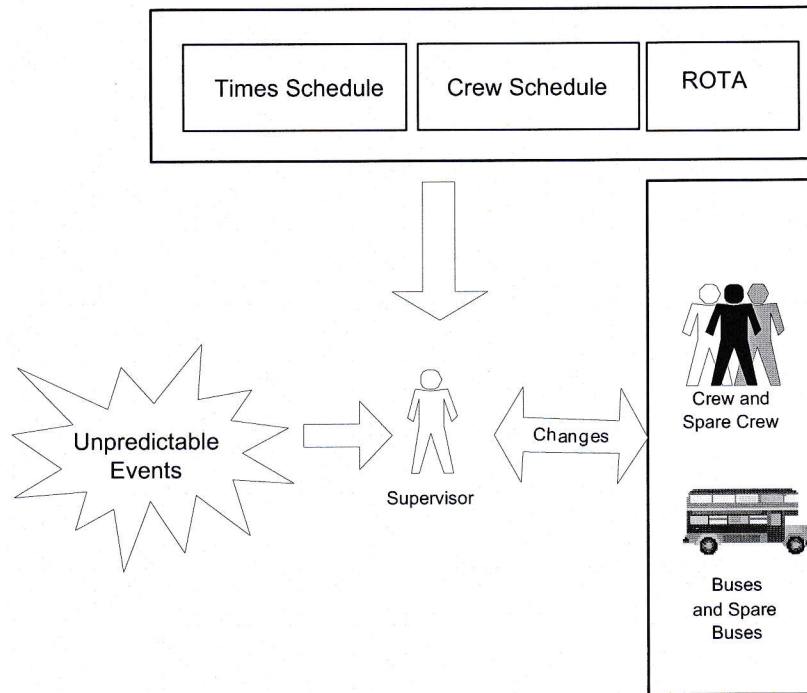 Times Schedule
Crew Schedule
ROTA
Unpredictable
Events
Supervisor
Changes
Crew and
Spare Crew
Buses
and Spare
Buses